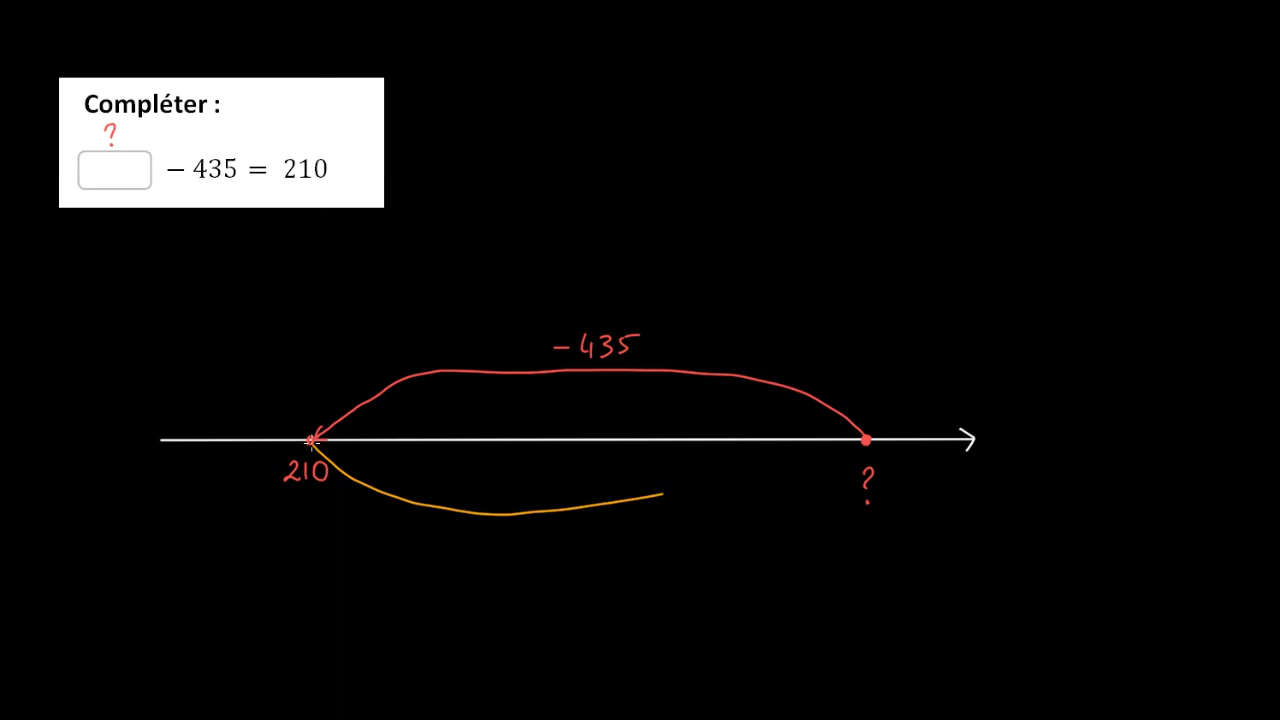 Compléter :
?
− 435 = 210
− 435
210
?